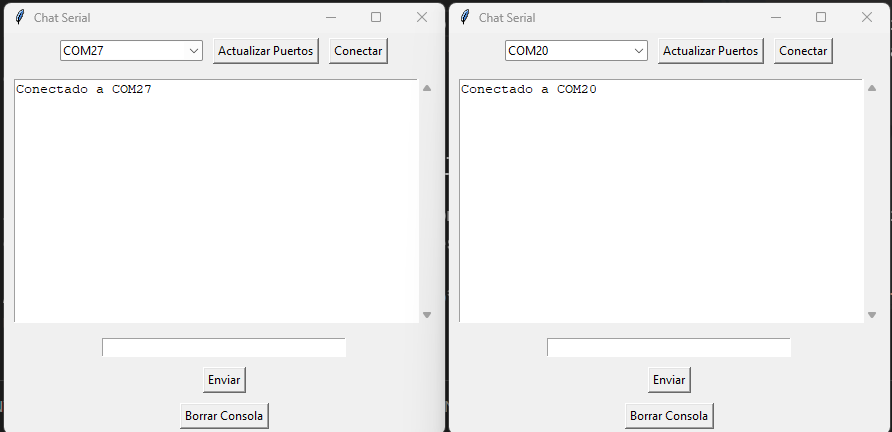 Chat Serial
COM27 Actualizar Puertos Conectar
Conectado a COM27
Enviar
Borrar Consola
Chat Serial
COM20 Actualizar Puertos Conectar
Conectado a COM20
Enviar
Borrar Consola